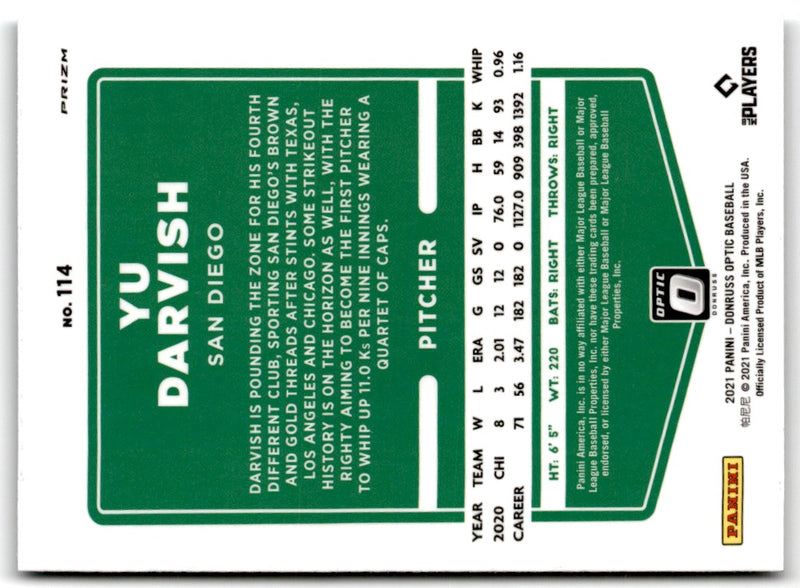 No. 114
PRIZM
YU
DARVISH
SAN DIEGO
DARVISH IS POUNDING THE ZONE FOR HIS FOURTH
DIFFERENT CLUB, SPORTING SAN DIEGO'S BROWN
AND GOLD THREADS AFTER STINTS WITH TEXAS,
LOS ANGELES AND CHICAGO. SOME STRIKEOUT
HISTORY IS ON THE HORIZON AS WELL, WITH THE
RIGHTY AIMING TO BECOME THE FIRST PITCHER
TO WHIP UP 11.0 Ks PER NINE INNINGS WEARING A
QUARTET OF CAPS.
PITCHER
YEAR TEAM W L ERA G GS SV IP H BB K WHIP
2020 CHI 8 3 2.01 12 12 0 76.0 59 14 93 0.96
CAREER 71 56 3.47 182 182 0 1127.0 909 398 1392 1.16
HT: 6' 5" WT: 220 BATS: RIGHT THROWS: RIGHT
Panini America, Inc. is in no way affiliated with either Major League Baseball or Major
League Baseball Properties, Inc. nor have these trading cards been prepared, approved,
endorsed, or licensed by either Major League Baseball or Major League Baseball
Properties, Inc.
OPTIC
O
DONRUSS
PANINI
2021 PANINI – DONRUSS OPTIC BASEBALL
帕尼尼 © 2021 Panini America, Inc. Produced in the USA.
Officially Licensed Product of MLB Players, Inc.
MLB PLAYERS